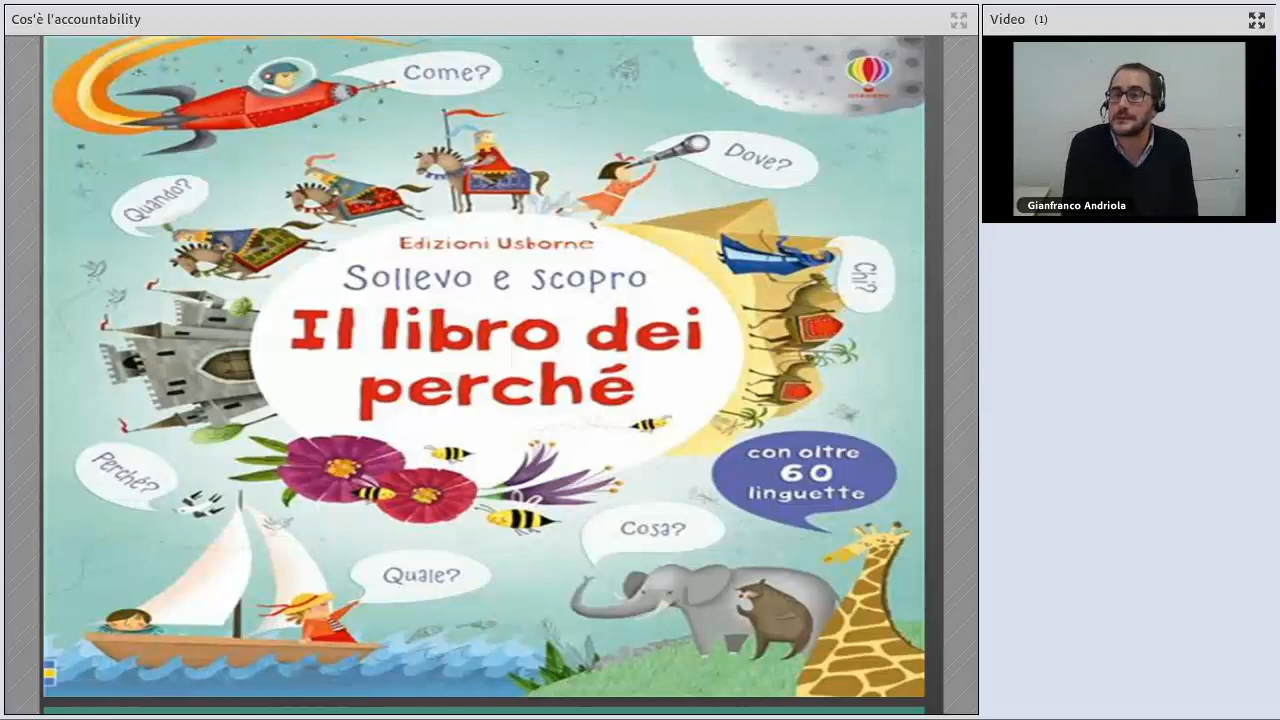 Cos'è l'accountability
Video (1)
Gianfranco Andriola
Come?
Dove?
Quando?
Chi?
Edizioni Usborne
Sollevo e scopro
Il libro dei
perché
Perché?
con oltre
60
linguette
Cosa?
Quale?